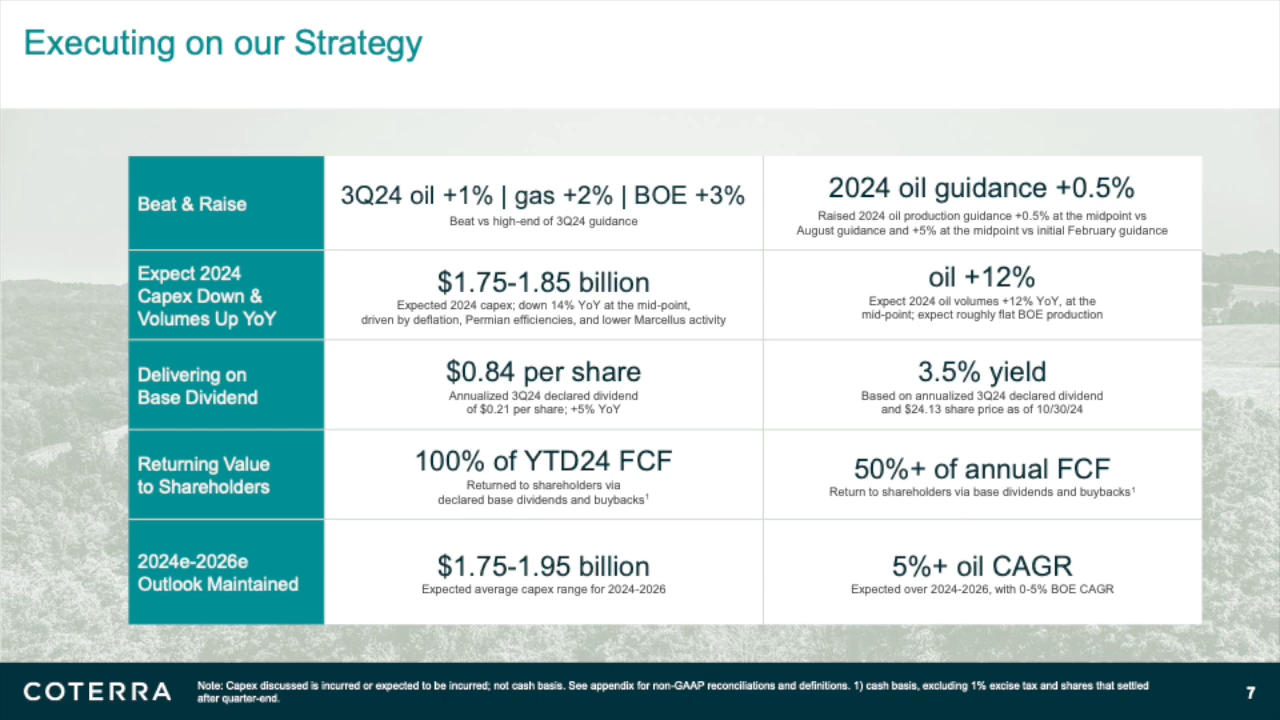 Executing on our Strategy
Beat & Raise
3Q24 oil +1% | gas +2% | BOE +3%
Beat vs high-end of 3Q24 guidance
2024 oil guidance +0.5%
Raised 2024 oil production guidance +0.5% at the midpoint vs
August guidance and +5% at the midpoint vs initial February guidance
Expect 2024
Capex Down &
Volumes Up YoY
$1.75-1.85 billion
Expected 2024 capex; down 14% YoY at the mid-point,
driven by deflation, Permian efficiencies, and lower Marcellus activity
oil +12%
Expect 2024 oil volumes +12% YoY, at the
mid-point; expect roughly flat BOE production
Delivering on
Base Dividend
$0.84 per share
Annualized 3Q24 declared dividend
of $0.21 per share; +5% YoY
3.5% yield
Based on annualized 3Q24 declared dividend
and $24.13 share price as of 10/30/24
Returning Value
to Shareholders
100% of YTD24 FCF
Returned to shareholders via
declared base dividends and buybacks¹
50%+ of annual FCF
Return to shareholders via base dividends and buybacks¹
2024e-2026e
Outlook Maintained
$1.75-1.95 billion
Expected average capex range for 2024-2026
5%+ oil CAGR
Expected over 2024-2026, with 0-5% BOE CAGR
COTERRA
Note: Capex discussed is incurred or expected to be incurred; not cash basis. See appendix for non-GAAP reconciliations and definitions. 1) cash basis, excluding 1% excise tax and shares that settled
after quarter-end.
7